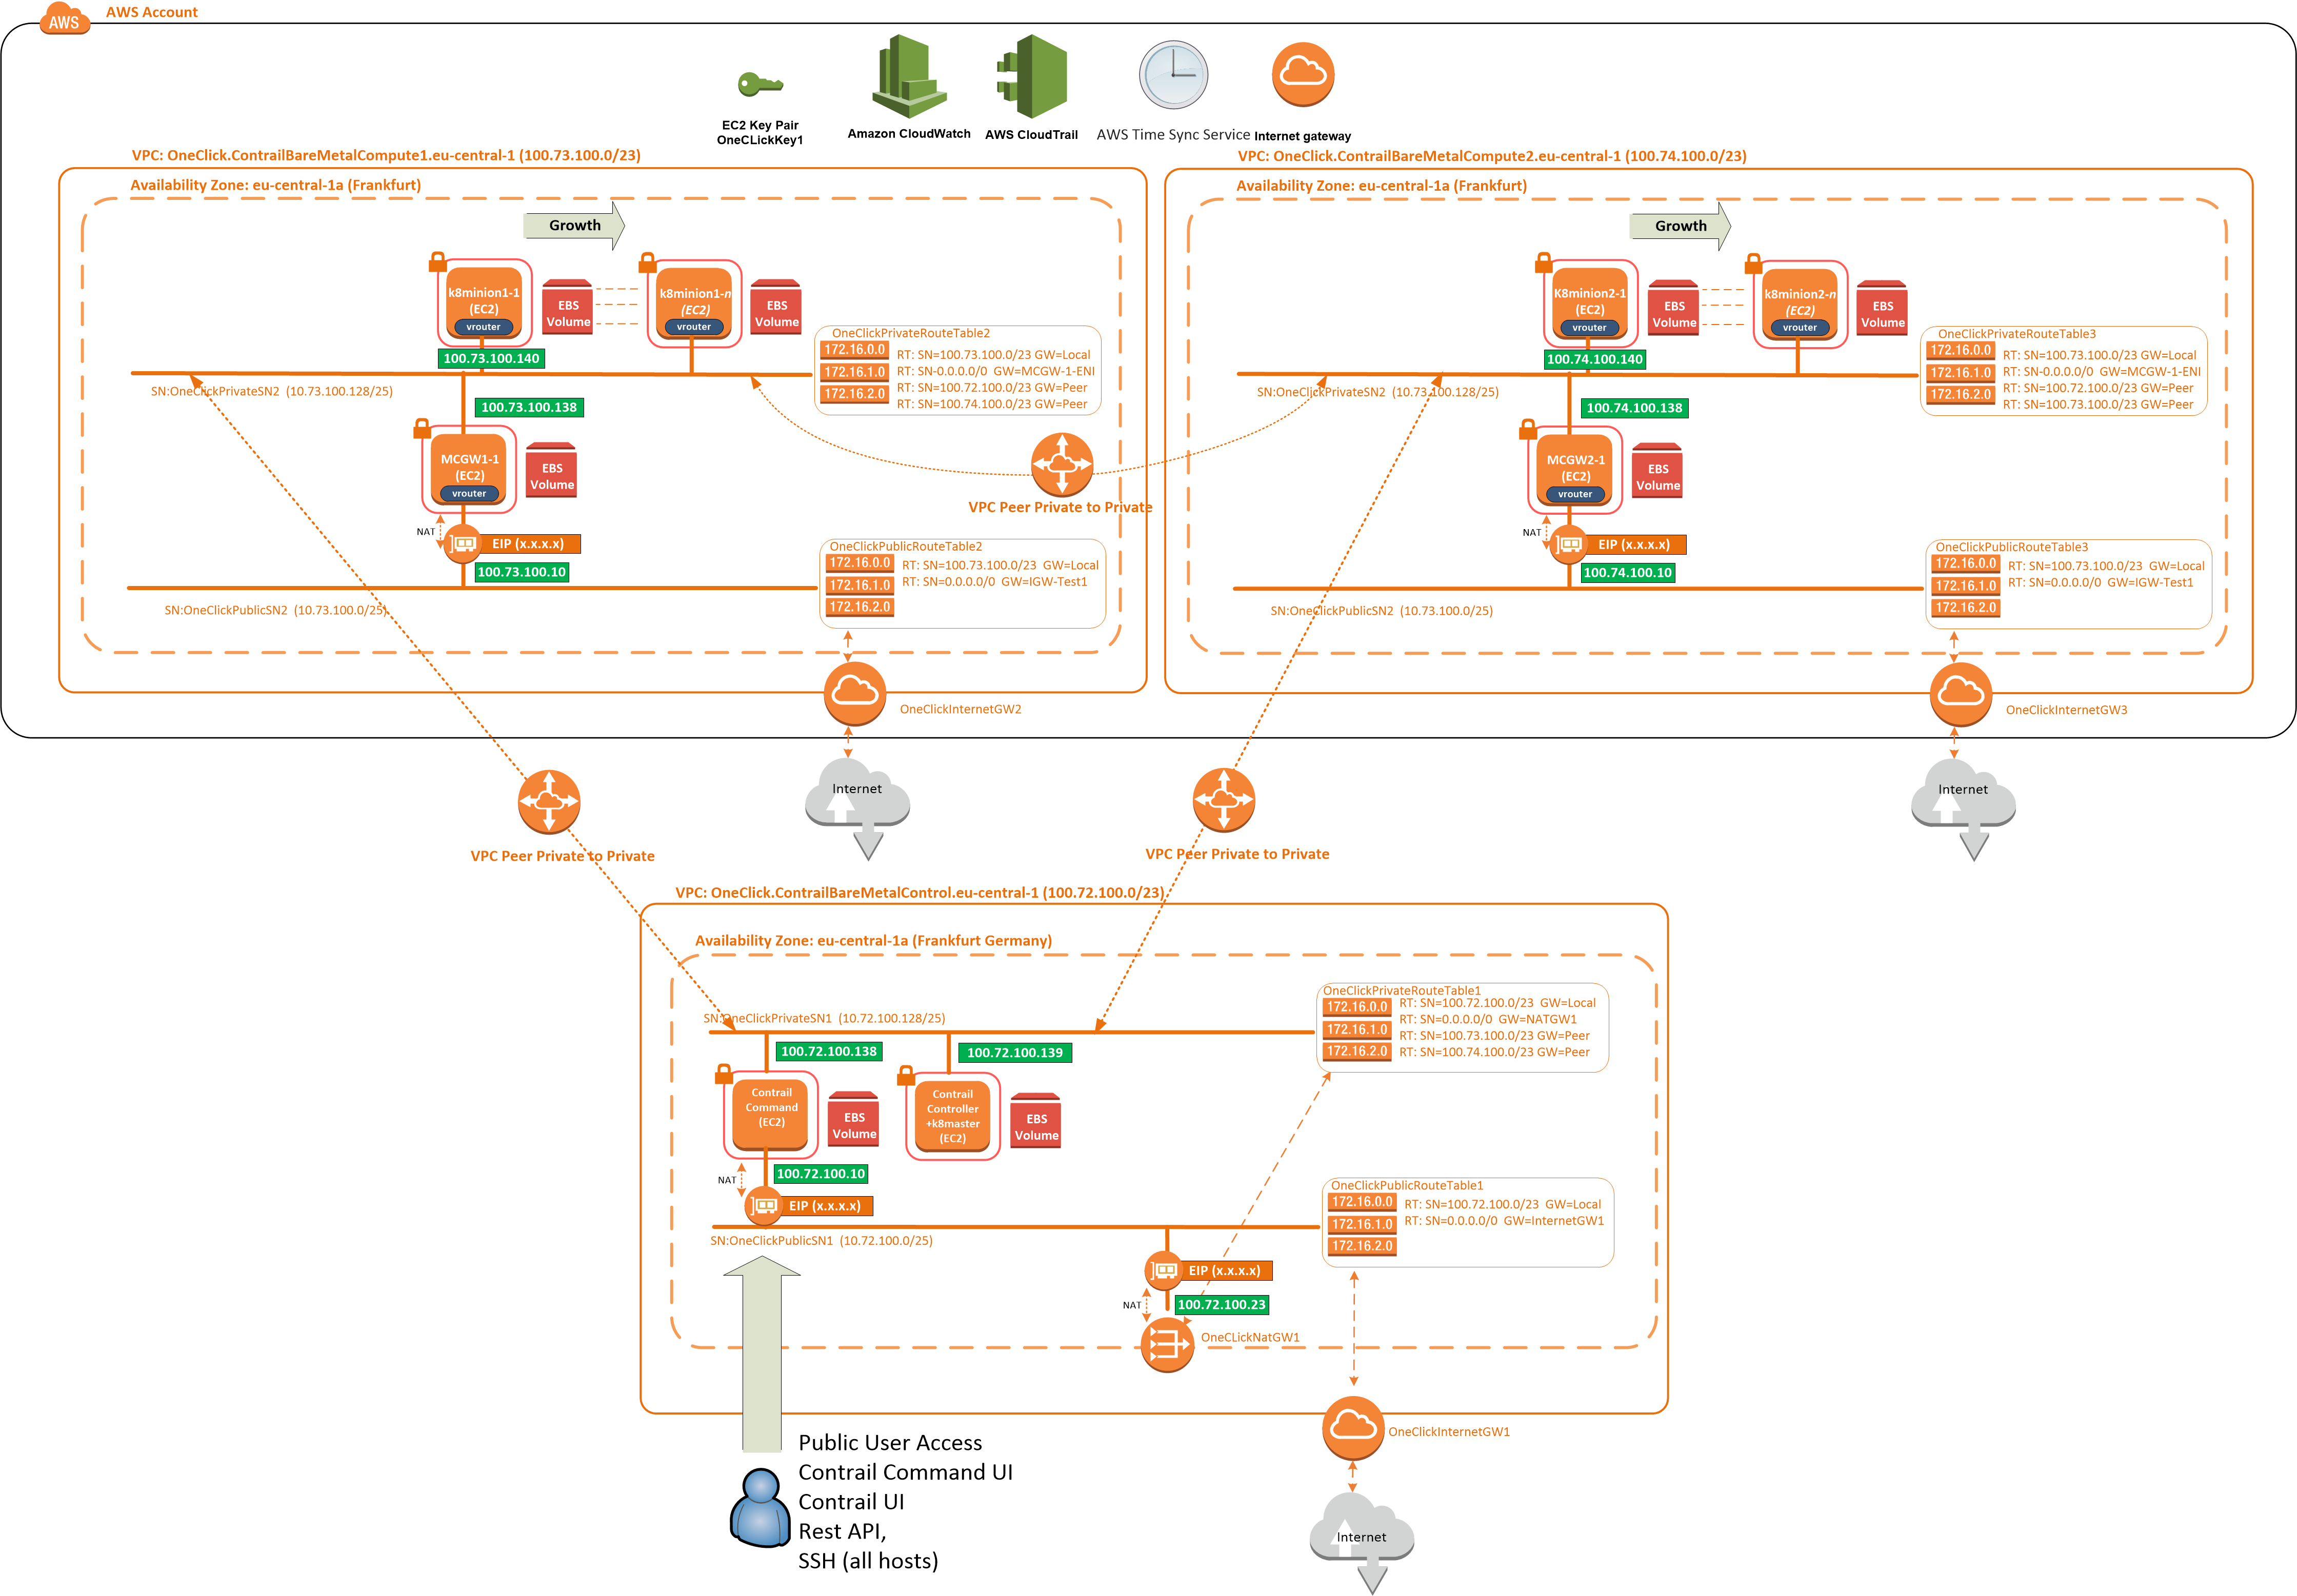 AWS
AWS Account
EC2 Key Pair
OneCLickKey1
Amazon CloudWatch
AWS CloudTrail
AWS Time Sync Service
Internet gateway
VPC: OneClick.ContrailBareMetalCompute1.eu-central-1 (100.73.100.0/23)
Availability Zone: eu-central-1a (Frankfurt)
Growth
k8minion1-1
(EC2)
vrouter
EBS
Volume
k8minion1-n
(EC2)
vrouter
EBS
Volume
100.73.100.140
SN:OneClickPrivateSN2 (10.73.100.128/25)
OneClickPrivateRouteTable2
172.16.0.0
172.16.1.0
172.16.2.0
RT: SN=100.73.100.0/23 GW=Local
RT: SN-0.0.0.0/0 GW=MCGW-1-ENI
RT: SN=100.72.100.0/23 GW=Peer
RT: SN=100.74.100.0/23 GW=Peer
100.73.100.138
MCGW1-1
(EC2)
vrouter
EBS
Volume
NAT
EIP (x.x.x.x)
100.73.100.10
SN:OneClickPublicSN2 (10.73.100.0/25)
OneClickPublicRouteTable2
172.16.0.0
172.16.1.0
172.16.2.0
RT: SN=100.73.100.0/23 GW=Local
RT: SN=0.0.0.0/0 GW=IGW-Test1
VPC Peer Private to Private
OneClickInternetGW2
Internet
VPC: OneClick.ContrailBareMetalCompute2.eu-central-1 (100.74.100.0/23)
Availability Zone: eu-central-1a (Frankfurt)
Growth
K8minion2-1
(EC2)
vrouter
EBS
Volume
k8minion2-n
(EC2)
vrouter
EBS
Volume
100.74.100.140
SN:OneClickPrivateSN2 (10.73.100.128/25)
OneClickPrivateRouteTable3
172.16.0.0
172.16.1.0
172.16.2.0
RT: SN=100.73.100.0/23 GW=Local
RT: SN-0.0.0.0/0 GW=MCGW-1-ENI
RT: SN=100.72.100.0/23 GW=Peer
RT: SN=100.73.100.0/23 GW=Peer
100.74.100.138
MCGW2-1
(EC2)
vrouter
EBS
Volume
NAT
EIP (x.x.x.x)
100.74.100.10
SN:OneClickPublicSN2 (10.73.100.0/25)
OneClickPublicRouteTable3
172.16.0.0
172.16.1.0
172.16.2.0
RT: SN=100.73.100.0/23 GW=Local
RT: SN=0.0.0.0/0 GW=IGW-Test1
OneClickInternetGW3
Internet
VPC Peer Private to Private
VPC Peer Private to Private
VPC: OneClick.ContrailBareMetalControl.eu-central-1 (100.72.100.0/23)
Availability Zone: eu-central-1a (Frankfurt Germany)
SN:OneClickPrivateSN1 (10.72.100.128/25)
OneClickPrivateRouteTable1
172.16.0.0
172.16.1.0
172.16.2.0
RT: SN=100.72.100.0/23 GW=Local
RT: SN=0.0.0.0/0 GW=NATGW1
RT: SN=100.73.100.0/23 GW=Peer
RT: SN=100.74.100.0/23 GW=Peer
100.72.100.138
100.72.100.139
Contrail
Command
(EC2)
EBS
Volume
Contrail
Controller
+k8master
(EC2)
EBS
Volume
NAT
100.72.100.10
EIP (x.x.x.x)
SN:OneClickPublicSN1 (10.72.100.0/25)
OneClickPublicRouteTable1
172.16.0.0
172.16.1.0
172.16.2.0
RT: SN=100.72.100.0/23 GW=Local
RT: SN=0.0.0.0/0 GW=InternetGW1
EIP (x.x.x.x)
NAT
100.72.100.23
OneCLickNatGW1
OneClickInternetGW1
Internet
Public User Access
Contrail Command UI
Contrail UI
Rest API,
SSH (all hosts)